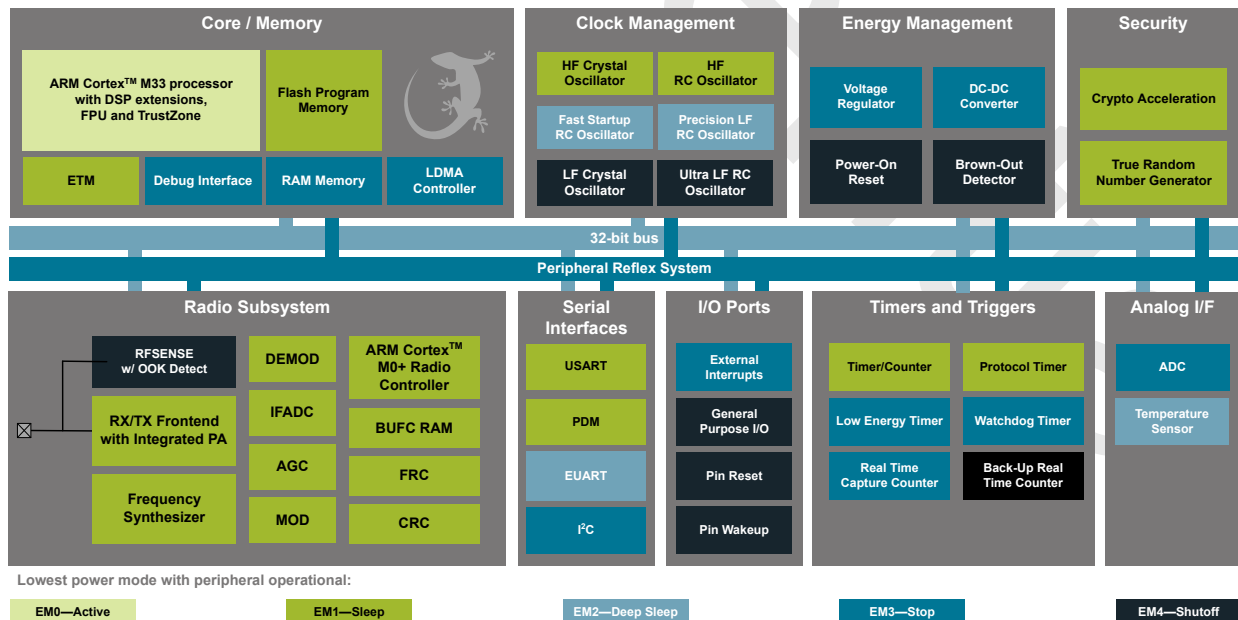 Core / Memory
ARM Cortex™ M33 processor
with DSP extensions,
FPU and TrustZone
Flash Program
Memory
ETM
Debug Interface
RAM Memory
LDMA
Controller
Clock Management
HF Crystal
Oscillator
HF
RC Oscillator
Fast Startup
RC Oscillator
Precision LF
RC Oscillator
LF Crystal
Oscillator
Ultra LF RC
Oscillator
Energy Management
Voltage
Regulator
DC-DC
Converter
Power-On
Reset
Brown-Out
Detector
Security
Crypto Acceleration
True Random
Number Generator
32-bit bus
Peripheral Reflex System
Radio Subsystem
RFSENSE
w/ OOK Detect
RX/TX Frontend
with Integrated PA
Frequency
Synthesizer
DEMOD
IFADC
AGC
MOD
ARM Cortex™
M0+ Radio
Controller
BUFC RAM
FRC
CRC
Serial
Interfaces
USART
PDM
EUART
I²C
I/O Ports
External
Interrupts
General
Purpose I/O
Pin Reset
Pin Wakeup
Timers and Triggers
Timer/Counter
Protocol Timer
Low Energy Timer
Watchdog Timer
Real Time
Capture Counter
Back-Up Real
Time Counter
Analog I/F
ADC
Temperature
Sensor
Lowest power mode with peripheral operational:
EM0—Active
EM1—Sleep
EM2—Deep Sleep
EM3—Stop
EM4—Shutoff